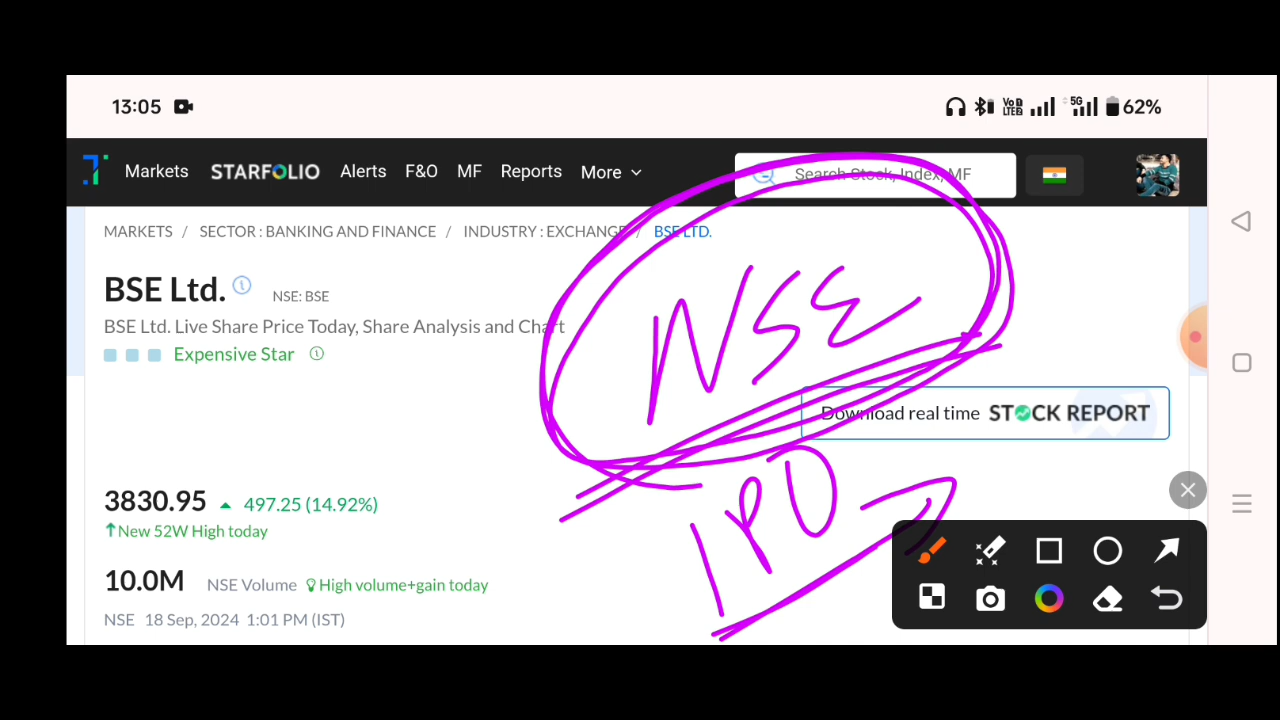 13:05 Vo LTE2 5G 62%
Markets STARFOLIO Alerts F&O MF Reports More Search Stock, Index, MF
MARKETS / SECTOR : BANKING AND FINANCE / INDUSTRY : EXCHANGE / BSE LTD.
BSE Ltd. NSE: BSE
BSE Ltd. Live Share Price Today, Share Analysis and Chart
Expensive Star
NSE
Download real time STOCK REPORT
IPO
3830.95 497.25 (14.92%)
New 52W High today
10.0M NSE Volume High volume+gain today
NSE 18 Sep, 2024 1:01 PM (IST)